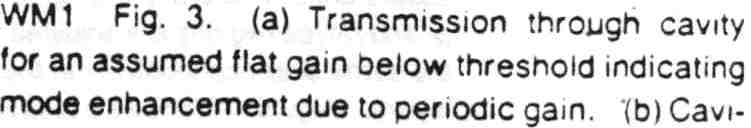 WM1 Fig. 3. (a) Transmission through cavity
for an assumed flat gain below threshold indicating
mode enhancement due to periodic gain. (b) Cavi-